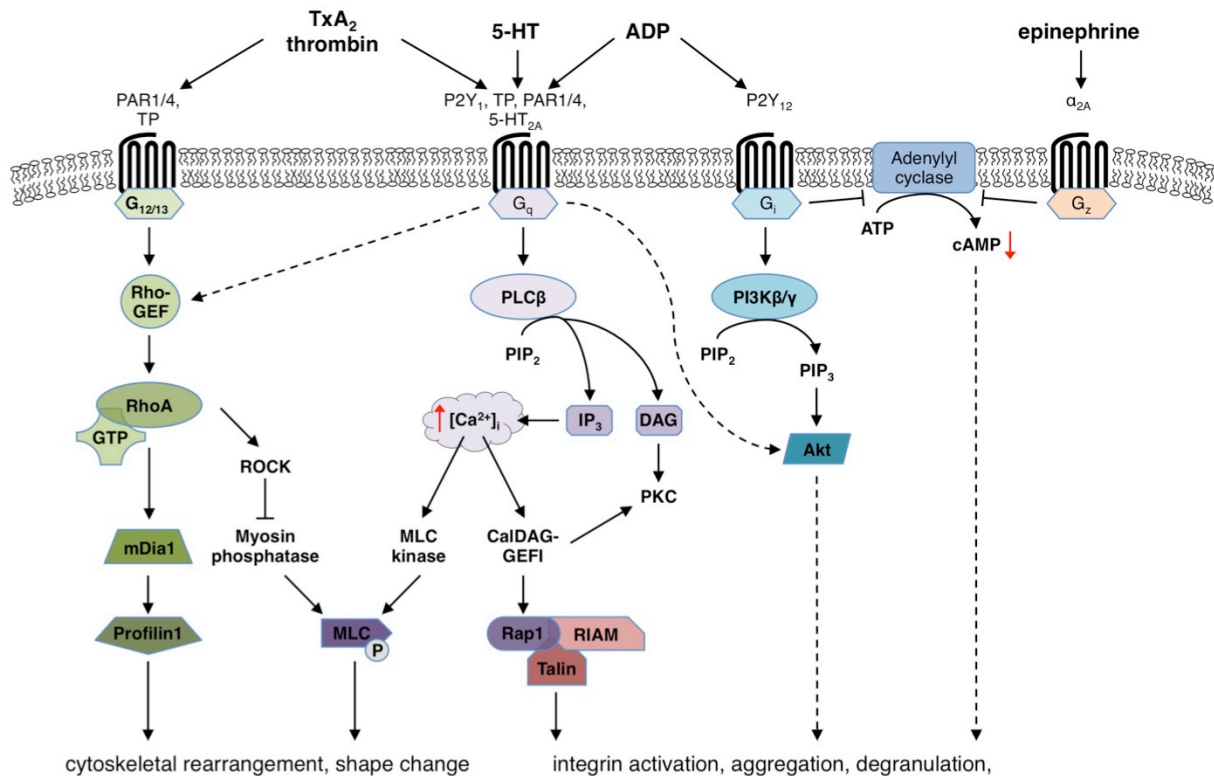 TxA₂
thrombin
5-HT
ADP
epinephrine
PAR1/4,
TP
P2Y₁, TP, PAR1/4,
5-HT₂A
P2Y₁₂
α₂A
Adenylyl
cyclase
G₁₂/₁₃
Gq
Gi
Gz
ATP
cAMP
Rho-
GEF
PLCβ
PI3Kβ/γ
PIP₂
PIP₂
PIP₃
RhoA
GTP
[Ca²⁺]i
IP₃
DAG
Akt
ROCK
PKC
mDia1
Myosin
phosphatase
MLC
kinase
CalDAG-
GEFI
Profilin1
MLC
P
Rap1
RIAM
Talin
cytoskeletal rearrangement, shape change
integrin activation, aggregation, degranulation,